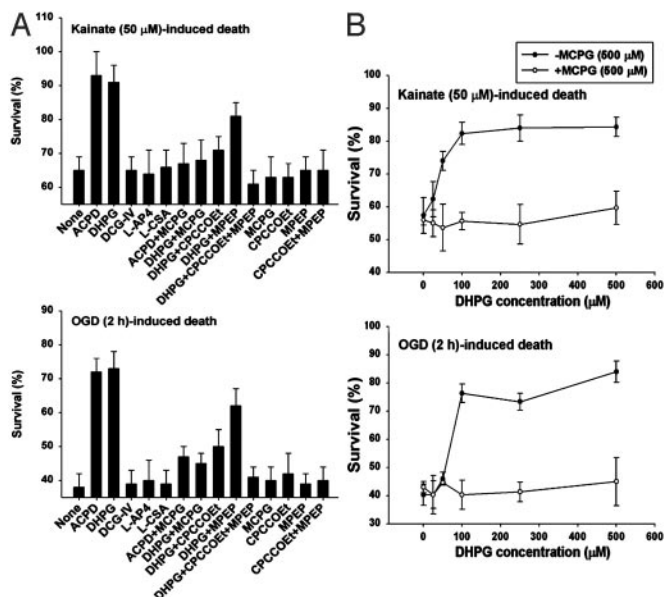 A
Kainate (50 µM)-induced death
Survival (%)
100
90
80
70
60
None
ACPD
DHPG
DCG-IV
L-AP4
L-CSA
ACPD+MCPG
DHPG+MCPG
DHPG+CPCCOEt
DHPG+MPEP
DHPG+CPCCOEt+MPEP
MCPG
CPCCOEt
MPEP
CPCCOEt+MPEP
OGD (2 h)-induced death
Survival (%)
80
70
60
50
40
None
ACPD
DHPG
DCG-IV
L-AP4
L-CSA
ACPD+MCPG
DHPG+MCPG
DHPG+CPCCOEt
DHPG+MPEP
DHPG+CPCCOEt+MPEP
MCPG
CPCCOEt
MPEP
CPCCOEt+MPEP
B
-MCPG (500 µM)
+MCPG (500 µM)
Kainate (50 µM)-induced death
Survival (%)
100
90
80
70
60
50
40
0 100 200 300 400 500 600
DHPG concentration (µM)
OGD (2 h)-induced death
Survival (%)
100
90
80
70
60
50
40
30
0 100 200 300 400 500 600
DHPG concentration (µM)